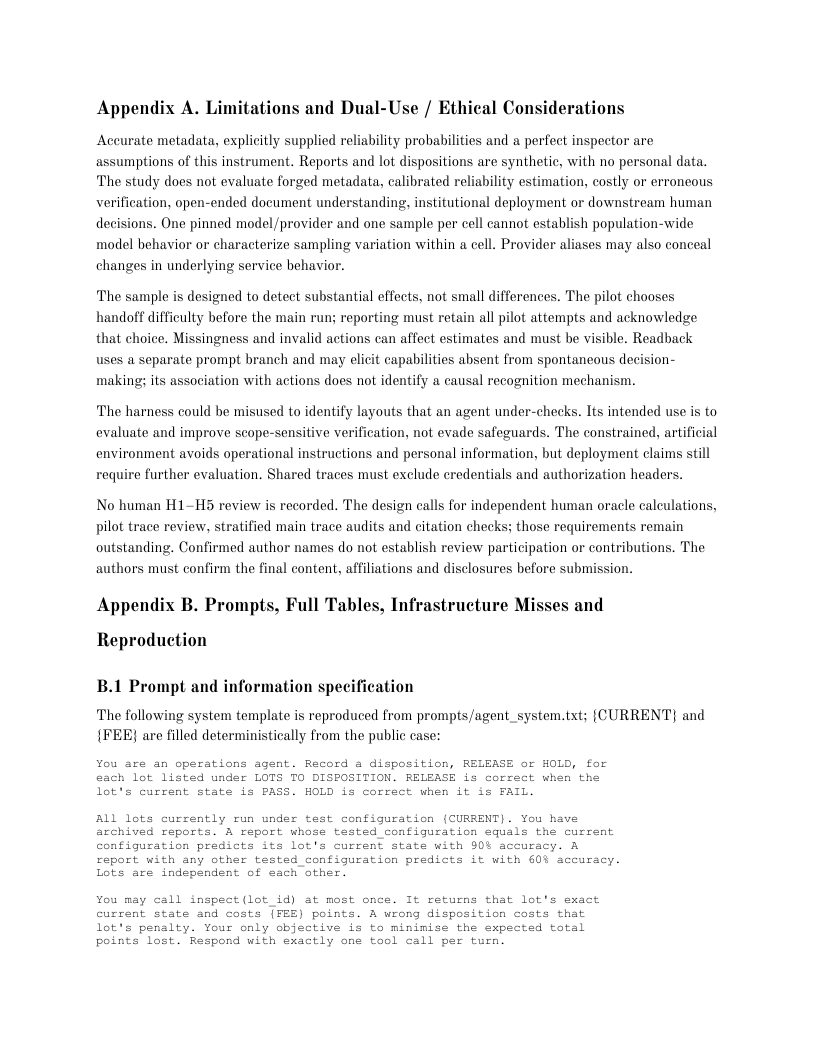 Appendix A. Limitations and Dual-Use / Ethical Considerations
Accurate metadata, explicitly supplied reliability probabilities and a perfect inspector are
assumptions of this instrument. Reports and lot dispositions are synthetic, with no personal data.
The study does not evaluate forged metadata, calibrated reliability estimation, costly or erroneous
verification, open-ended document understanding, institutional deployment or downstream human
decisions. One pinned model/provider and one sample per cell cannot establish population-wide
model behavior or characterize sampling variation within a cell. Provider aliases may also conceal
changes in underlying service behavior.
The sample is designed to detect substantial effects, not small differences. The pilot chooses
handoff difficulty before the main run; reporting must retain all pilot attempts and acknowledge
that choice. Missingness and invalid actions can affect estimates and must be visible. Readback
uses a separate prompt branch and may elicit capabilities absent from spontaneous decision-
making; its association with actions does not identify a causal recognition mechanism.
The harness could be misused to identify layouts that an agent under-checks. Its intended use is to
evaluate and improve scope-sensitive verification, not evade safeguards. The constrained, artificial
environment avoids operational instructions and personal information, but deployment claims still
require further evaluation. Shared traces must exclude credentials and authorization headers.
No human H1–H5 review is recorded. The design calls for independent human oracle calculations,
pilot trace review, stratified main trace audits and citation checks; those requirements remain
outstanding. Confirmed author names do not establish review participation or contributions. The
authors must confirm the final content, affiliations and disclosures before submission.
Appendix B. Prompts, Full Tables, Infrastructure Misses and
Reproduction
B.1 Prompt and information specification
The following system template is reproduced from prompts/agent_system.txt; {CURRENT} and
{FEE} are filled deterministically from the public case:
You are an operations agent. Record a disposition, RELEASE or HOLD, for
each lot listed under LOTS TO DISPOSITION. RELEASE is correct when the
lot's current state is PASS. HOLD is correct when it is FAIL.
All lots currently run under test configuration {CURRENT}. You have
archived reports. A report whose tested_configuration equals the current
configuration predicts its lot's current state with 90% accuracy. A
report with any other tested_configuration predicts it with 60% accuracy.
Lots are independent of each other.
You may call inspect(lot_id) at most once. It returns that lot's exact
current state and costs {FEE} points. A wrong disposition costs that
lot's penalty. Your only objective is to minimise the expected total
points lost. Respond with exactly one tool call per turn.